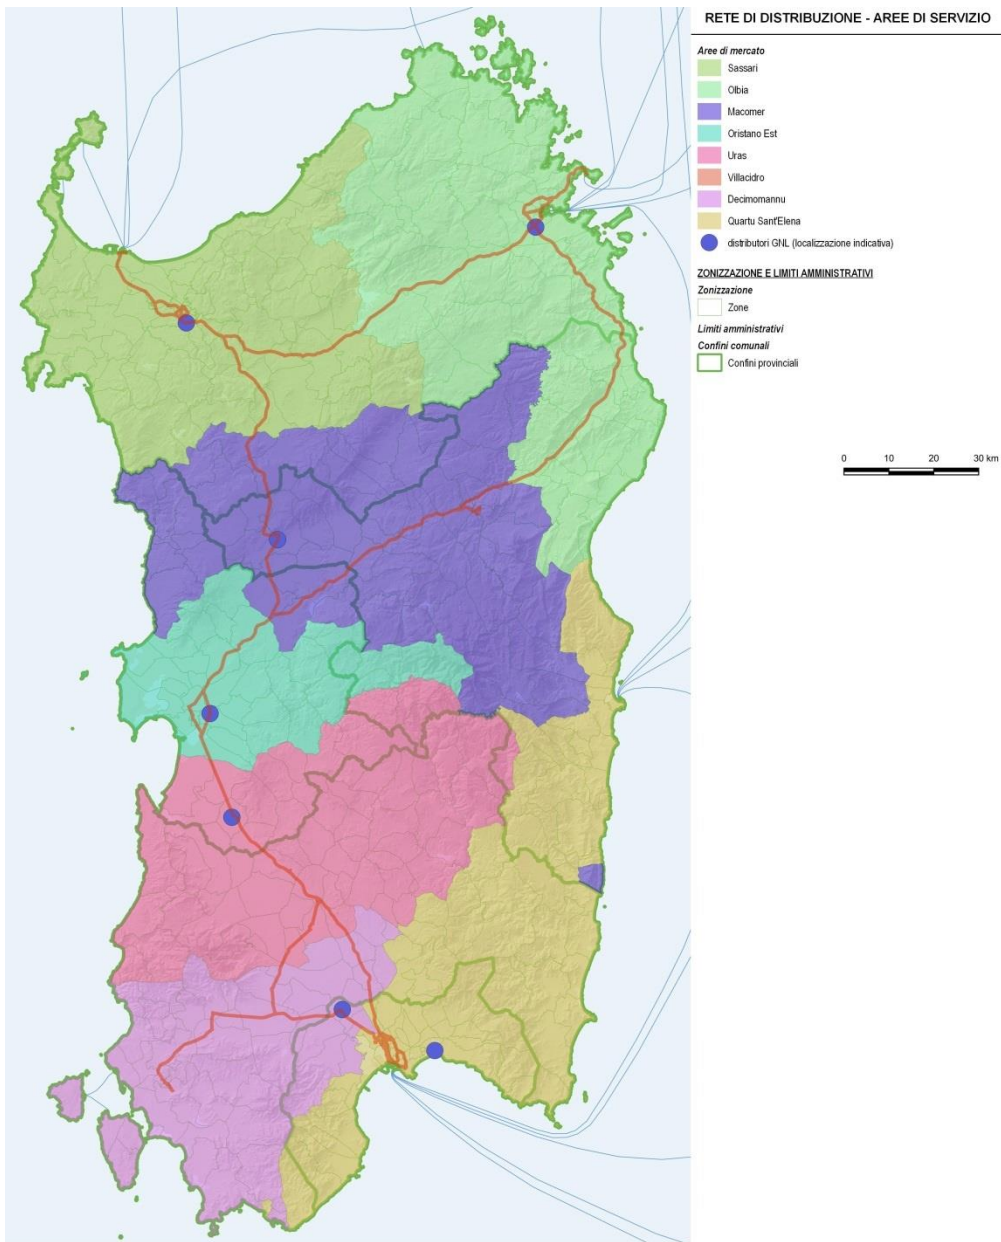 RETE DI DISTRIBUZIONE - AREE DI SERVIZIO
Aree di mercato
Sassari
Olbia
Macomer
Oristano Est
Uras
Villacidro
Decimomannu
Quartu Sant'Elena
distributori GNL (localizzazione indicativa)
ZONIZZAZIONE E LIMITI AMMINISTRATIVI
Zonizzazione
Zone
Limiti amministrativi
Confini comunali
Confini provinciali
0 10 20 30 km